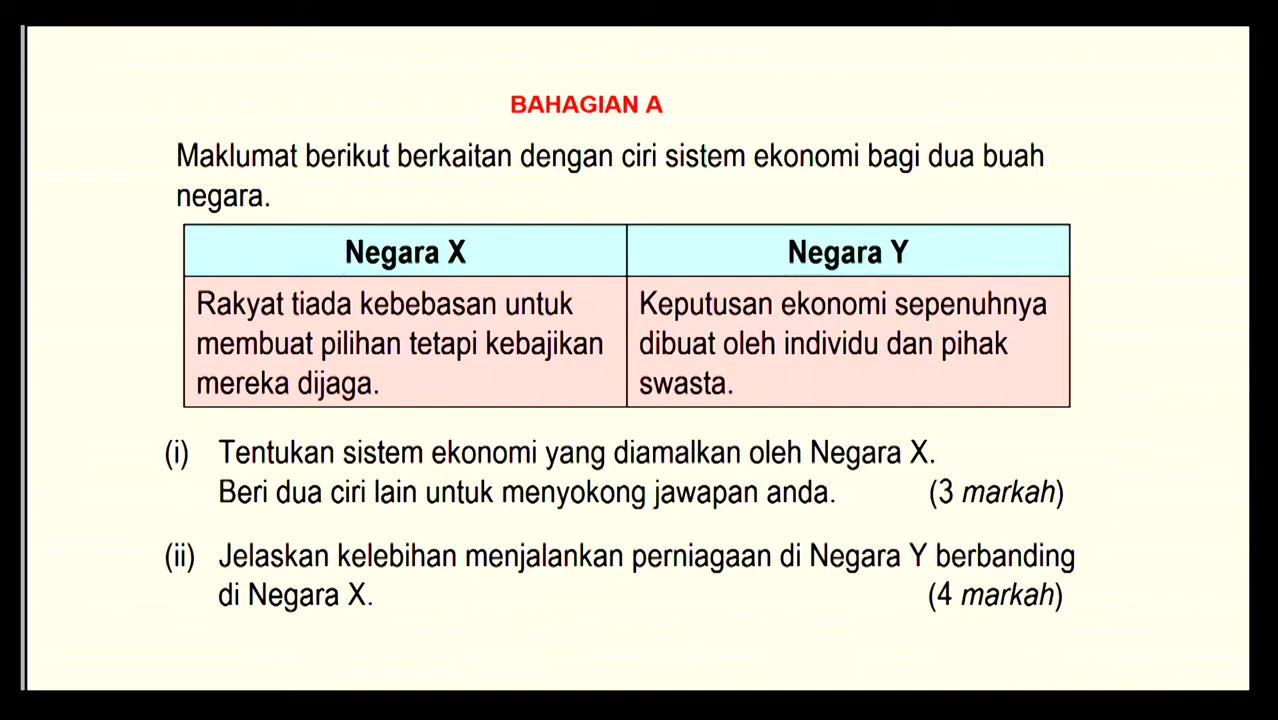 BAHAGIAN A
Maklumat berikut berkaitan dengan ciri sistem ekonomi bagi dua buah
negara.
Negara X
Negara Y
Rakyat tiada kebebasan untuk
membuat pilihan tetapi kebajikan
mereka dijaga.
Keputusan ekonomi sepenuhnya
dibuat oleh individu dan pihak
swasta.
(i) Tentukan sistem ekonomi yang diamalkan oleh Negara X.
Beri dua ciri lain untuk menyokong jawapan anda. (3 markah)
(ii) Jelaskan kelebihan menjalankan perniagaan di Negara Y berbanding
di Negara X. (4 markah)